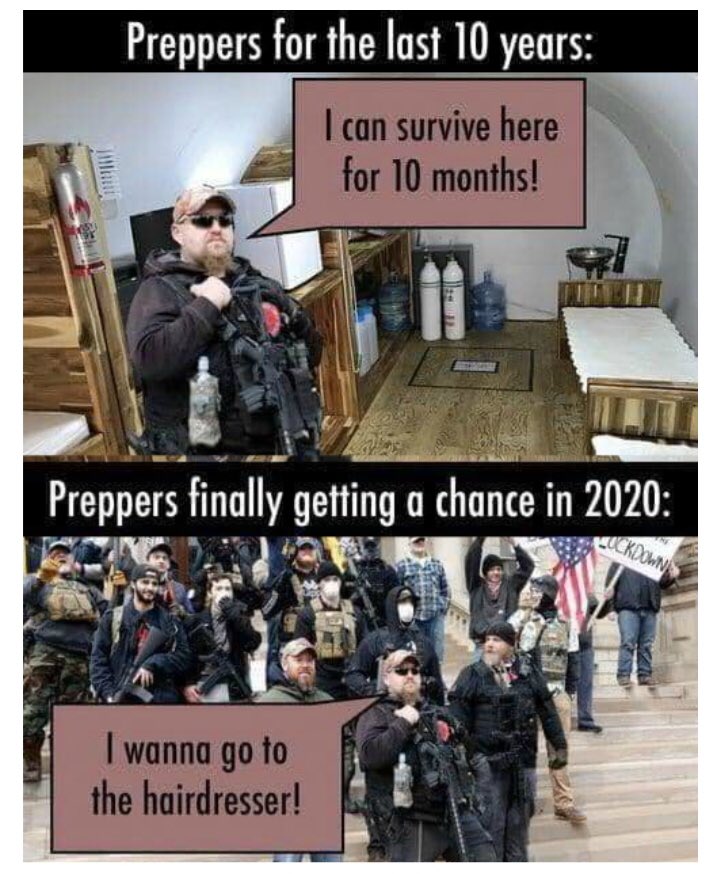 Preppers for the last 10 years:
I can survive here
for 10 months!
Preppers finally getting a chance in 2020:
LOCKDOWN
I wanna go to
the hairdresser!